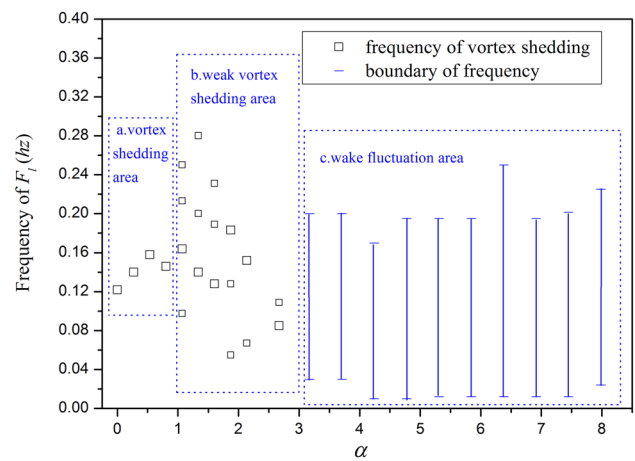 0.40
0.36
0.32
0.28
0.24
0.20
0.16
0.12
0.08
0.04
0.00
Frequency of F_l (hz)
frequency of vortex shedding
boundary of frequency
b.weak vortex
shedding area
a.vortex
shedding
area
c.wake fluctuation area
0 1 2 3 4 5 6 7 8
α